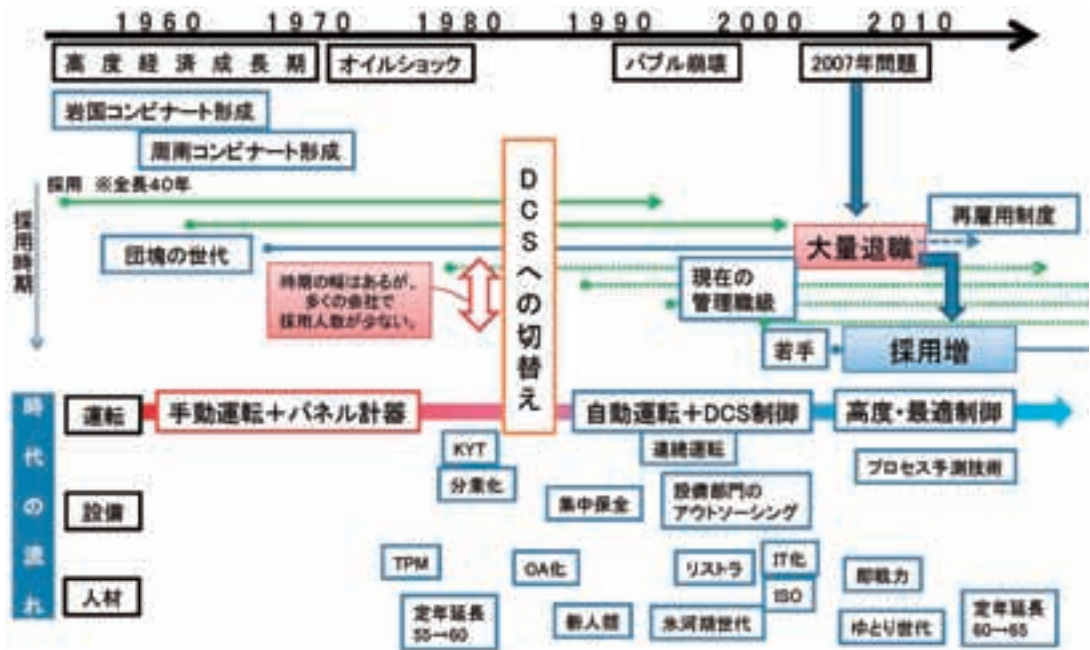 1960 1970 1980 1990 2000 2010
高度経済成長期
オイルショック
バブル崩壊
2007年問題
岩国コンビナート形成
周南コンビナート形成
採用時期
採用 ※全長40年
団塊の世代
時期の幅はあるが、
多くの会社で
採用人数が少ない。
DCSへの切替え
現在の
管理職級
大量退職
再雇用制度
若手
採用増
時代の流れ
運転
手動運転+パネル計器
自動運転+DCS制御
高度・最適制御
KYT
分業化
連続運転
プロセス予測技術
設備
集中保全
設備部門の
アウトソーシング
人材
TPM
OA化
リストラ
IT化
ISO
即戦力
定年延長
55→60
新人類
氷河期世代
ゆとり世代
定年延長
60→65